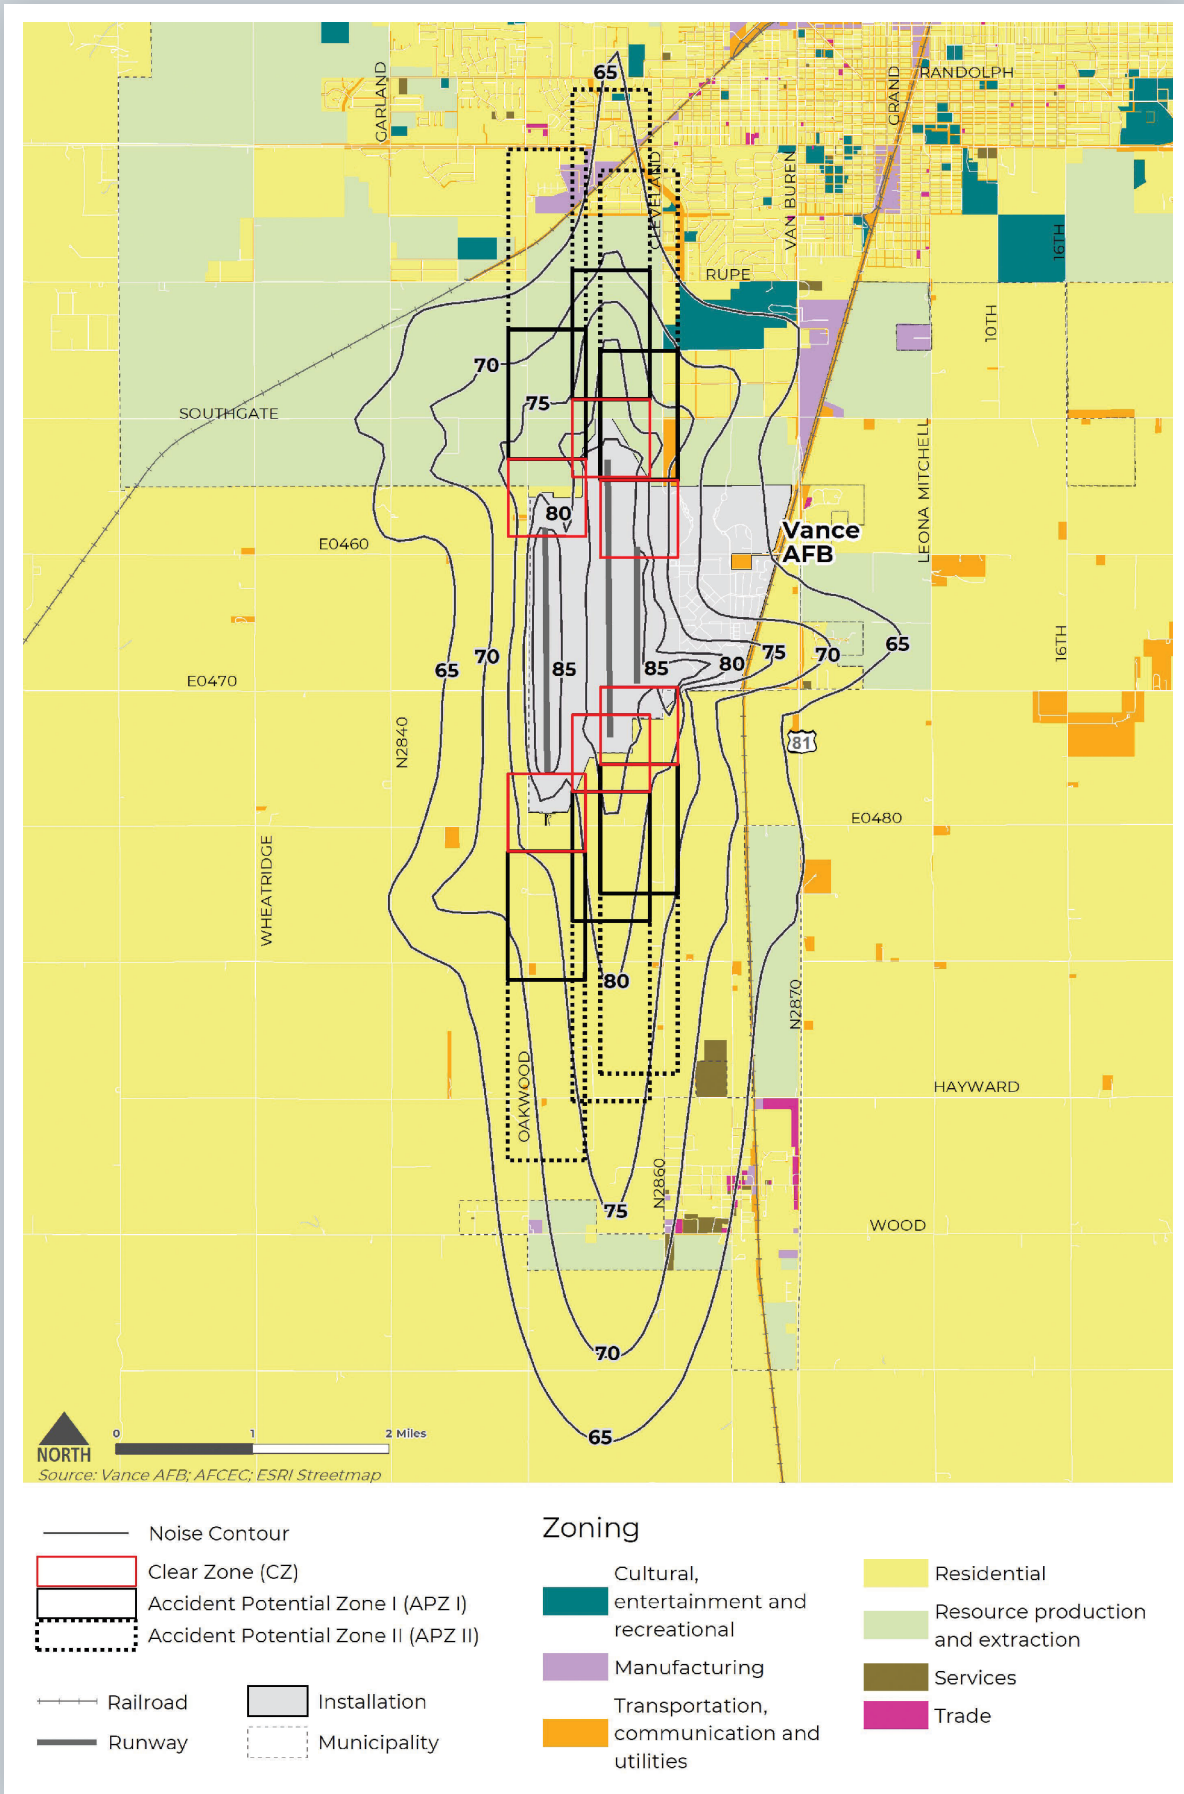 65
GARLAND
GRAND
RANDOLPH
CLEVELAND
VAN BUREN
16TH
RUPE
10TH
70
75
SOUTHGATE
LEONA MITCHELL
80
Vance
AFB
E0460
16TH
65
70
85
85
80
75
70
65
E0470
N2840
81
E0480
WHEATRIDGE
80
N2870
OAKWOOD
HAYWARD
N2860
75
WOOD
70
65
NORTH
0 1 2 Miles
Source: Vance AFB; AFCEC; ESRI Streetmap
Noise Contour
Clear Zone (CZ)
Accident Potential Zone I (APZ I)
Accident Potential Zone II (APZ II)
Railroad
Runway
Installation
Municipality
Zoning
Cultural,
entertainment and
recreational
Manufacturing
Transportation,
communication and
utilities
Residential
Resource production
and extraction
Services
Trade